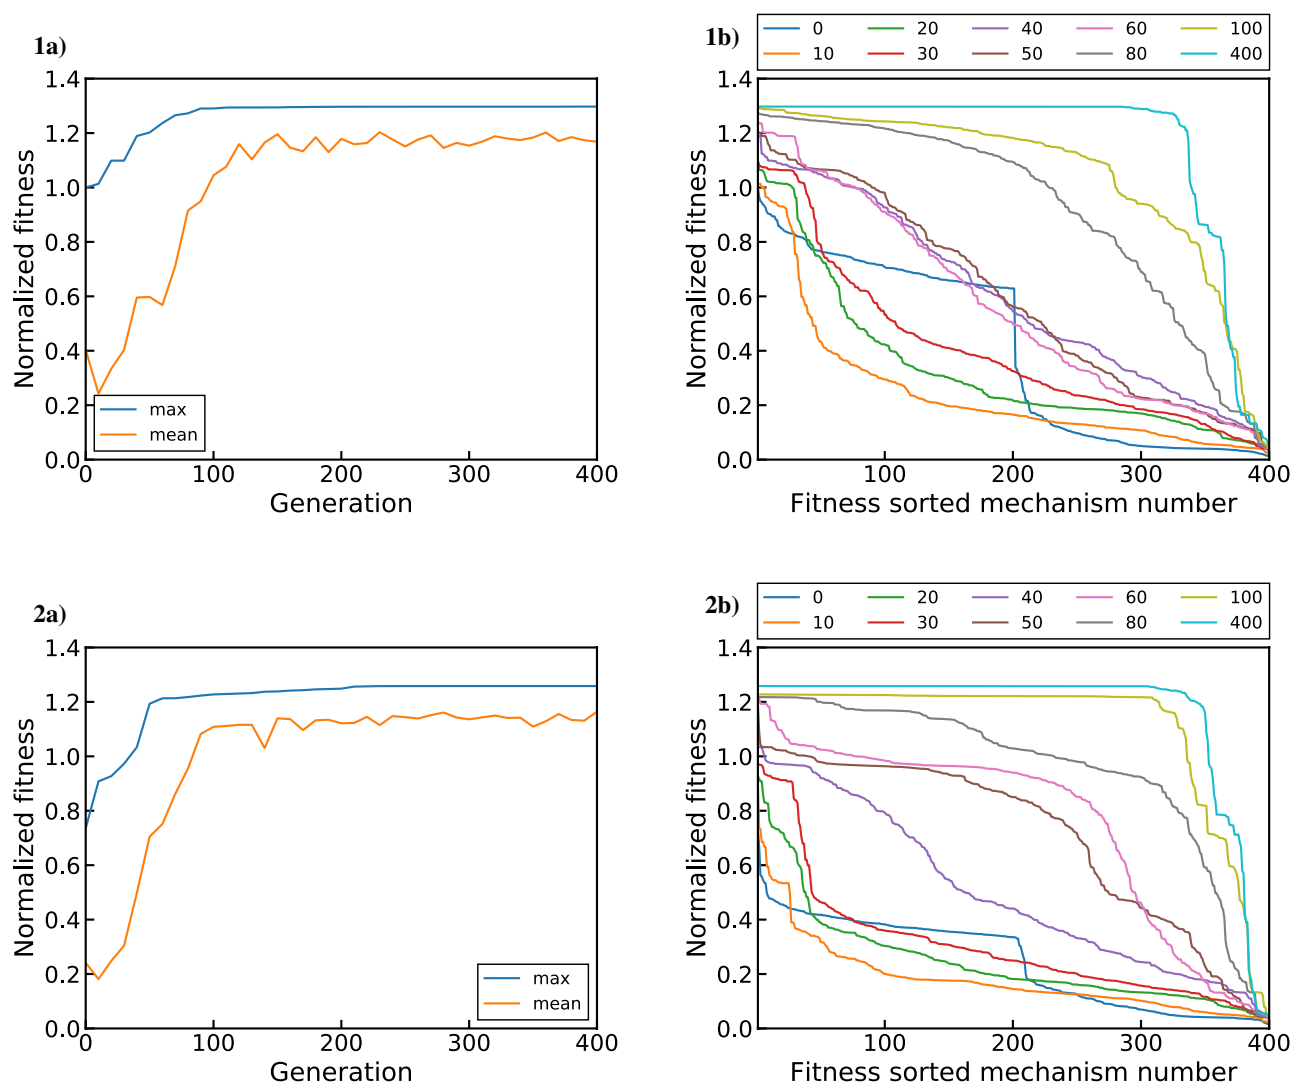 1a)
1.4
1.2
1.0
0.8
0.6
0.4
0.2
0.0
Normalized fitness
max
mean
0 100 200 300 400
Generation
1b)
0 20 40 60 100
10 30 50 80 400
1.4
1.2
1.0
0.8
0.6
0.4
0.2
0.0
Normalized fitness
100 200 300 400
Fitness sorted mechanism number
2a)
1.4
1.2
1.0
0.8
0.6
0.4
0.2
0.0
Normalized fitness
max
mean
0 100 200 300 400
Generation
2b)
0 20 40 60 100
10 30 50 80 400
1.4
1.2
1.0
0.8
0.6
0.4
0.2
0.0
Normalized fitness
100 200 300 400
Fitness sorted mechanism number